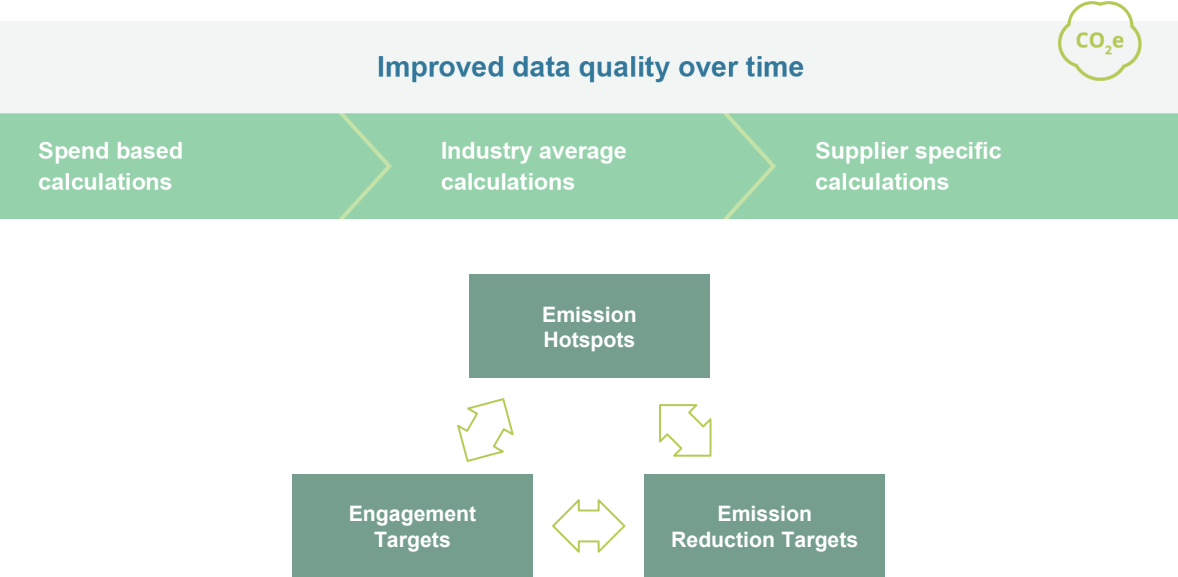 CO₂e
Improved data quality over time
Spend based
calculations
Industry average
calculations
Supplier specific
calculations
Emission
Hotspots
Engagement
Targets
Emission
Reduction Targets